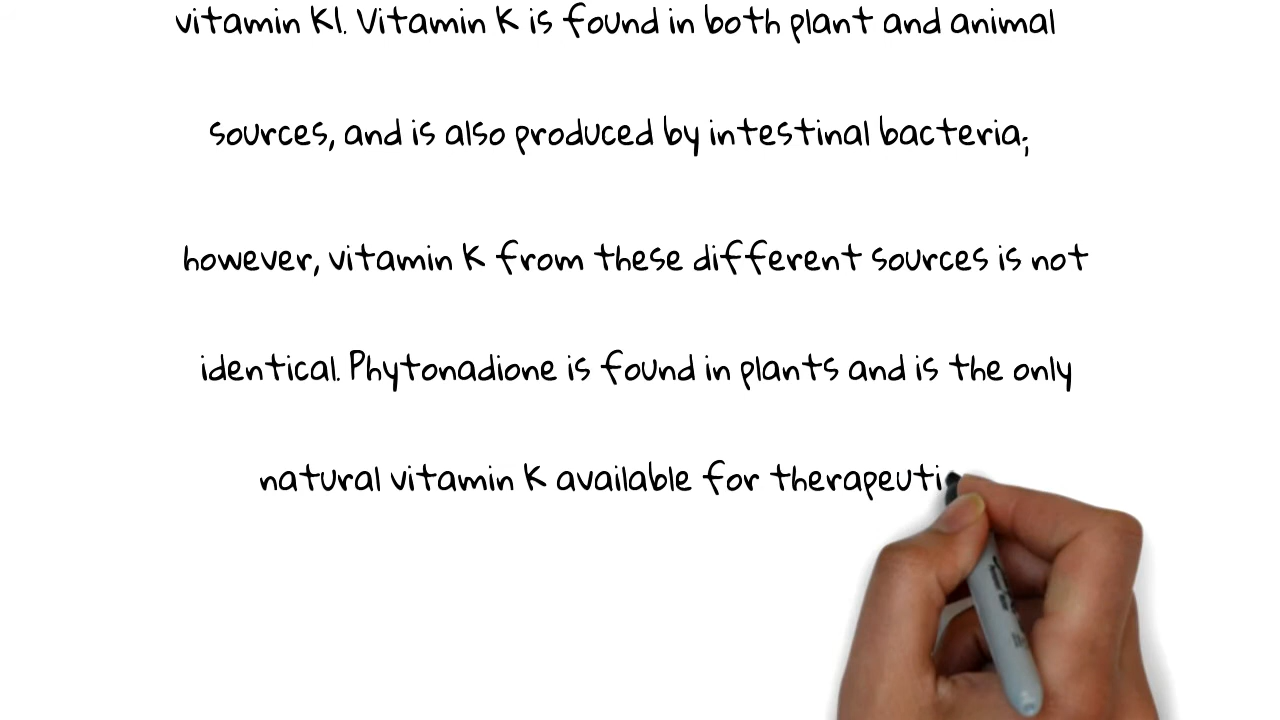 vitamin K1. Vitamin K is found in both plant and animal
sources, and is also produced by intestinal bacteria;
however, vitamin K from these different sources is not
identical. Phytonadione is found in plants and is the only
natural vitamin K available for therapeuti